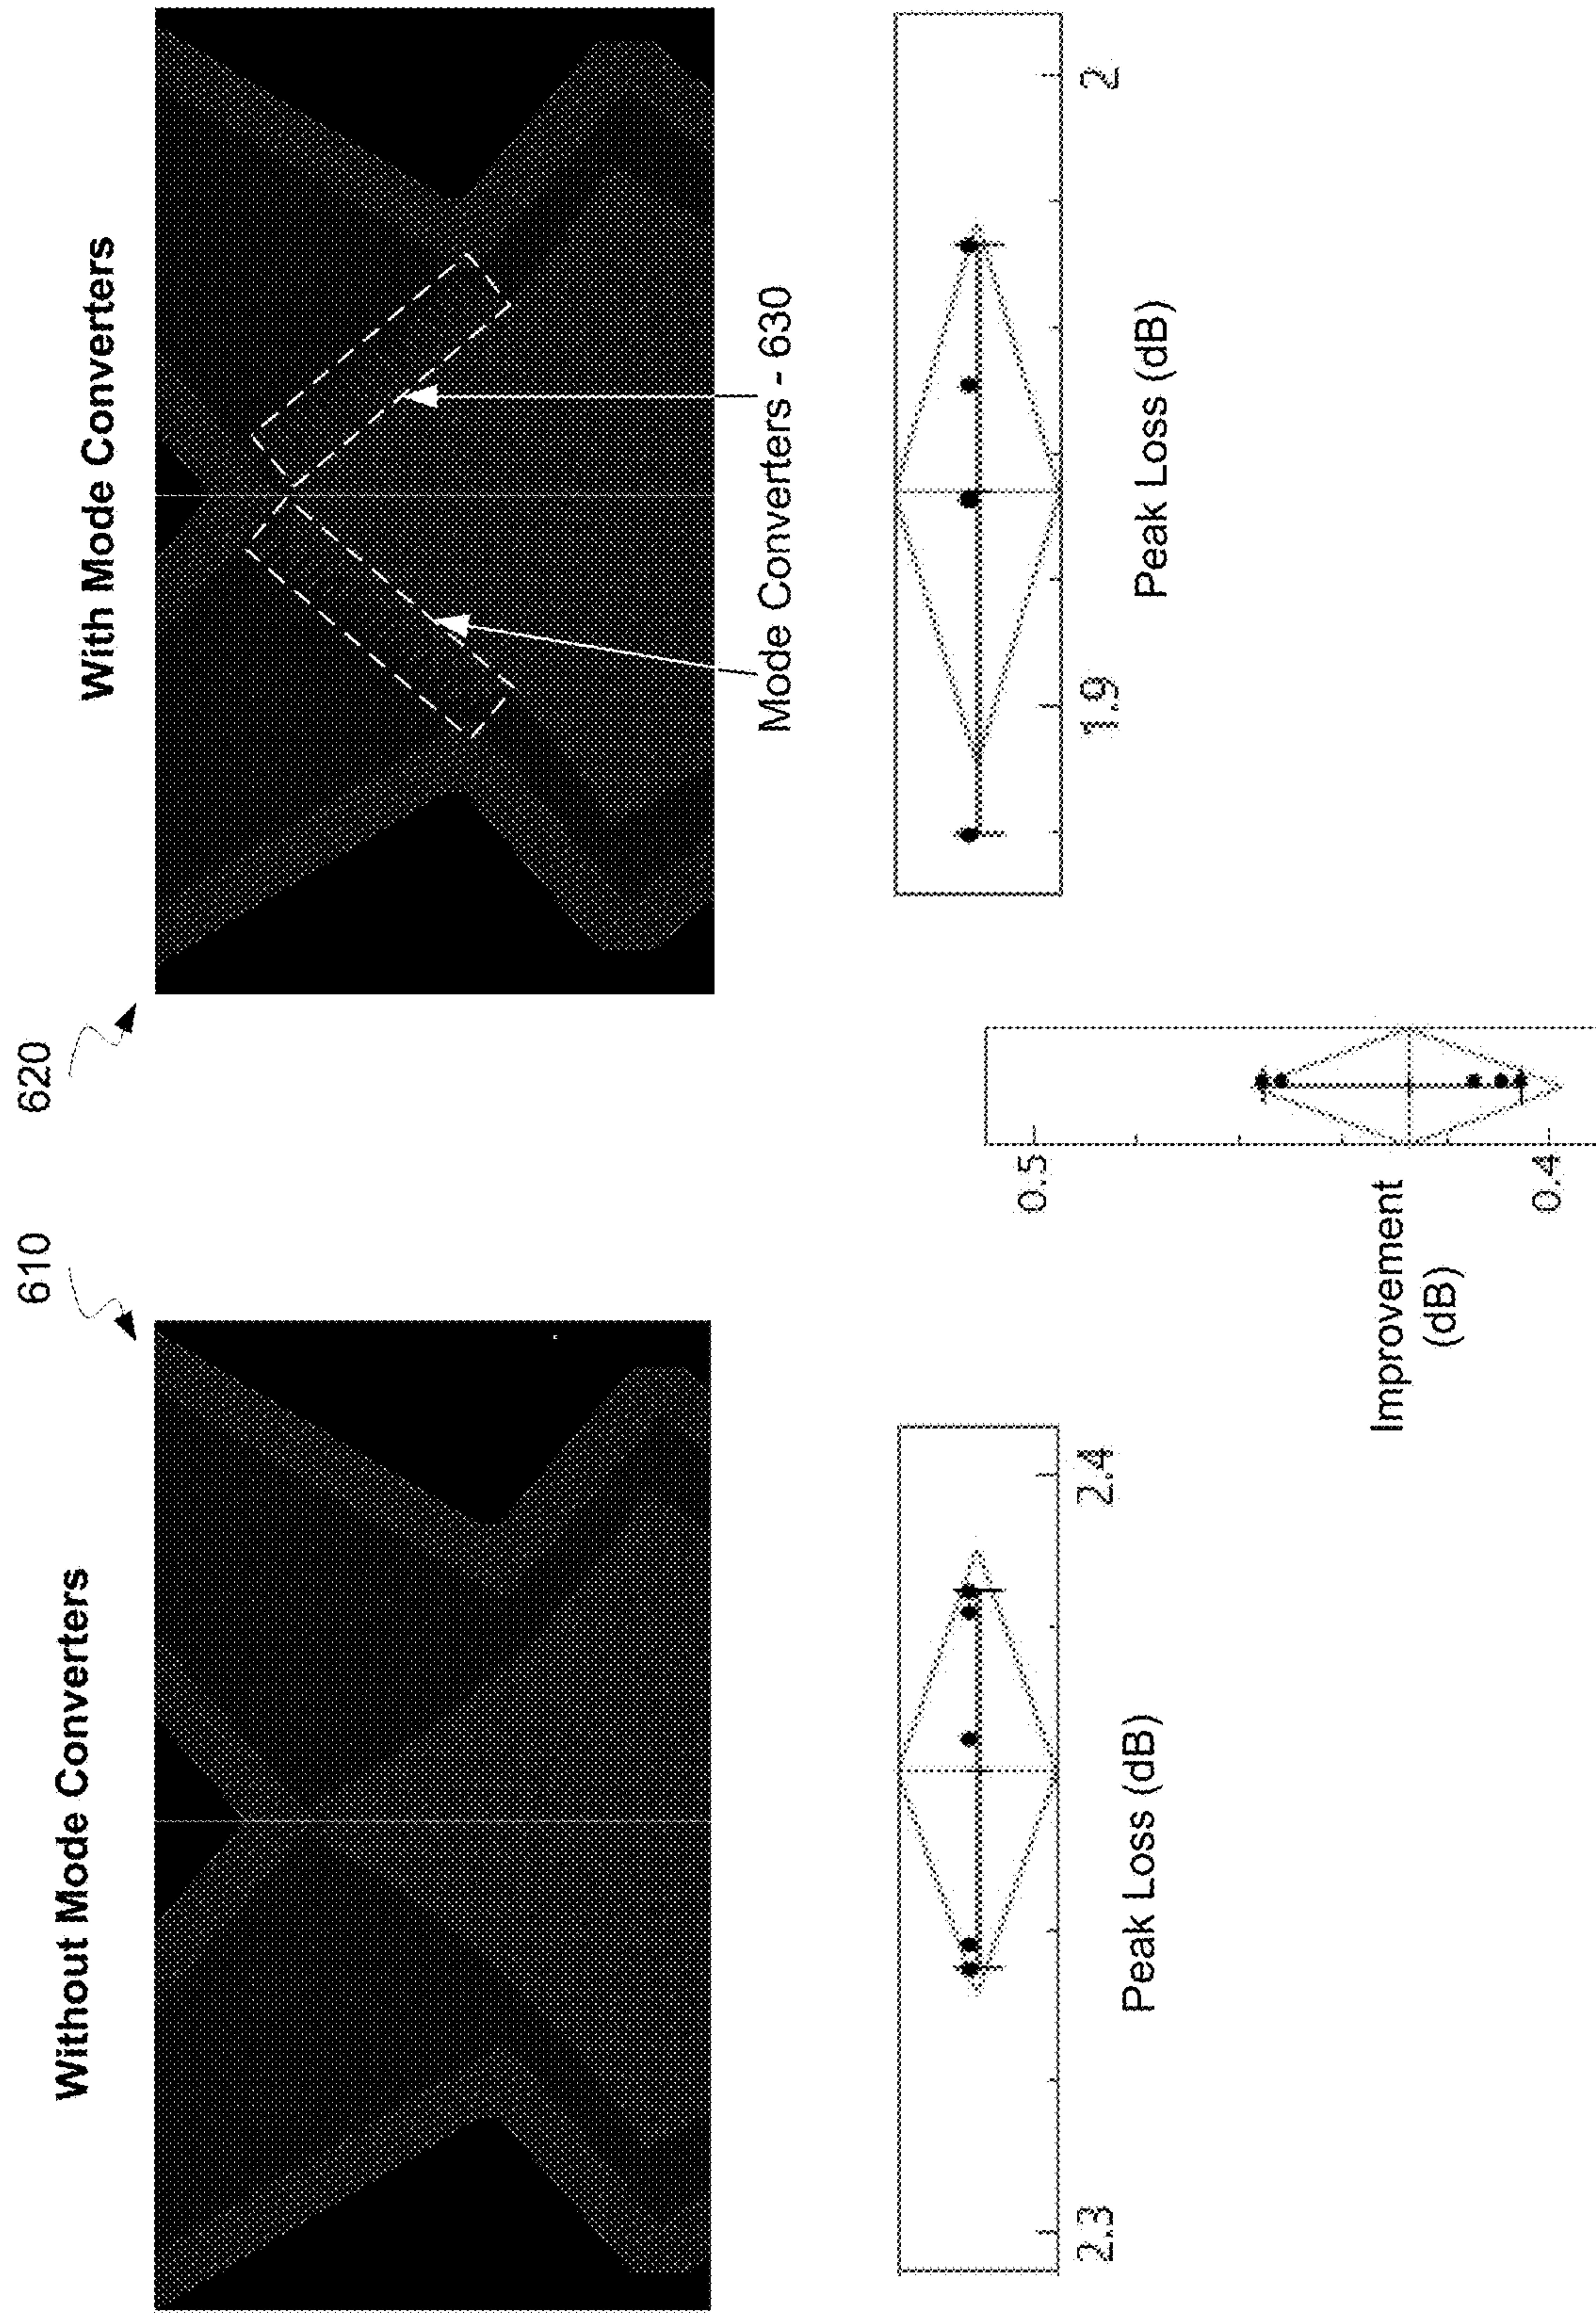 Without Mode Converters
610
Peak Loss (dB)
2.3
2.4
Improvement
(dB)
0.5
0.4
620
With Mode Converters
Mode Converters - 630
1.9
2
Peak Loss (dB)